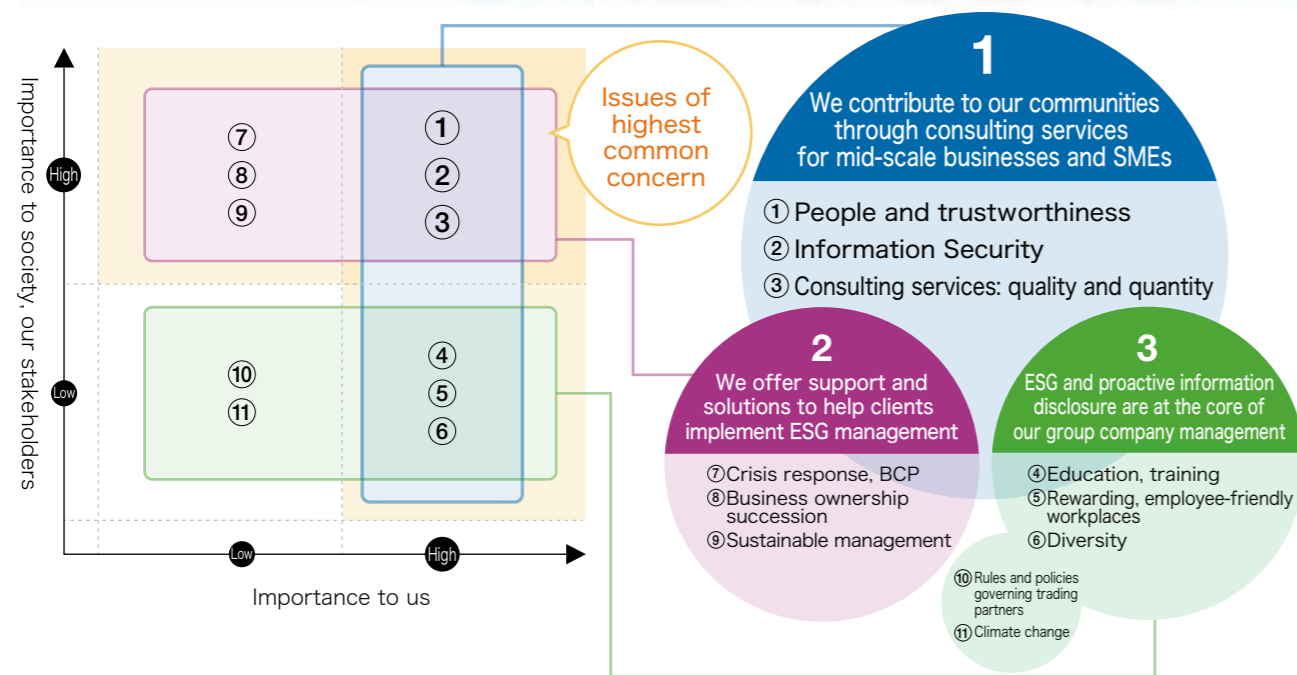 Importance to society, our stakeholders
High
Low
⑦
⑧
⑨
①
②
③
⑩
⑪
④
⑤
⑥
Low
High
Importance to us
Issues of
highest
common
concern
1
We contribute to our communities
through consulting services
for mid-scale businesses and SMEs
① People and trustworthiness
② Information Security
③ Consulting services: quality and quantity
2
We offer support and
solutions to help clients
implement ESG management
⑦Crisis response, BCP
⑧Business ownership
succession
⑨Sustainable management
3
ESG and proactive information
disclosure are at the core of
our group company management
④Education, training
⑤Rewarding, employee-friendly
workplaces
⑥Diversity
⑩Rules and policies
governing trading
partners
⑪Climate change